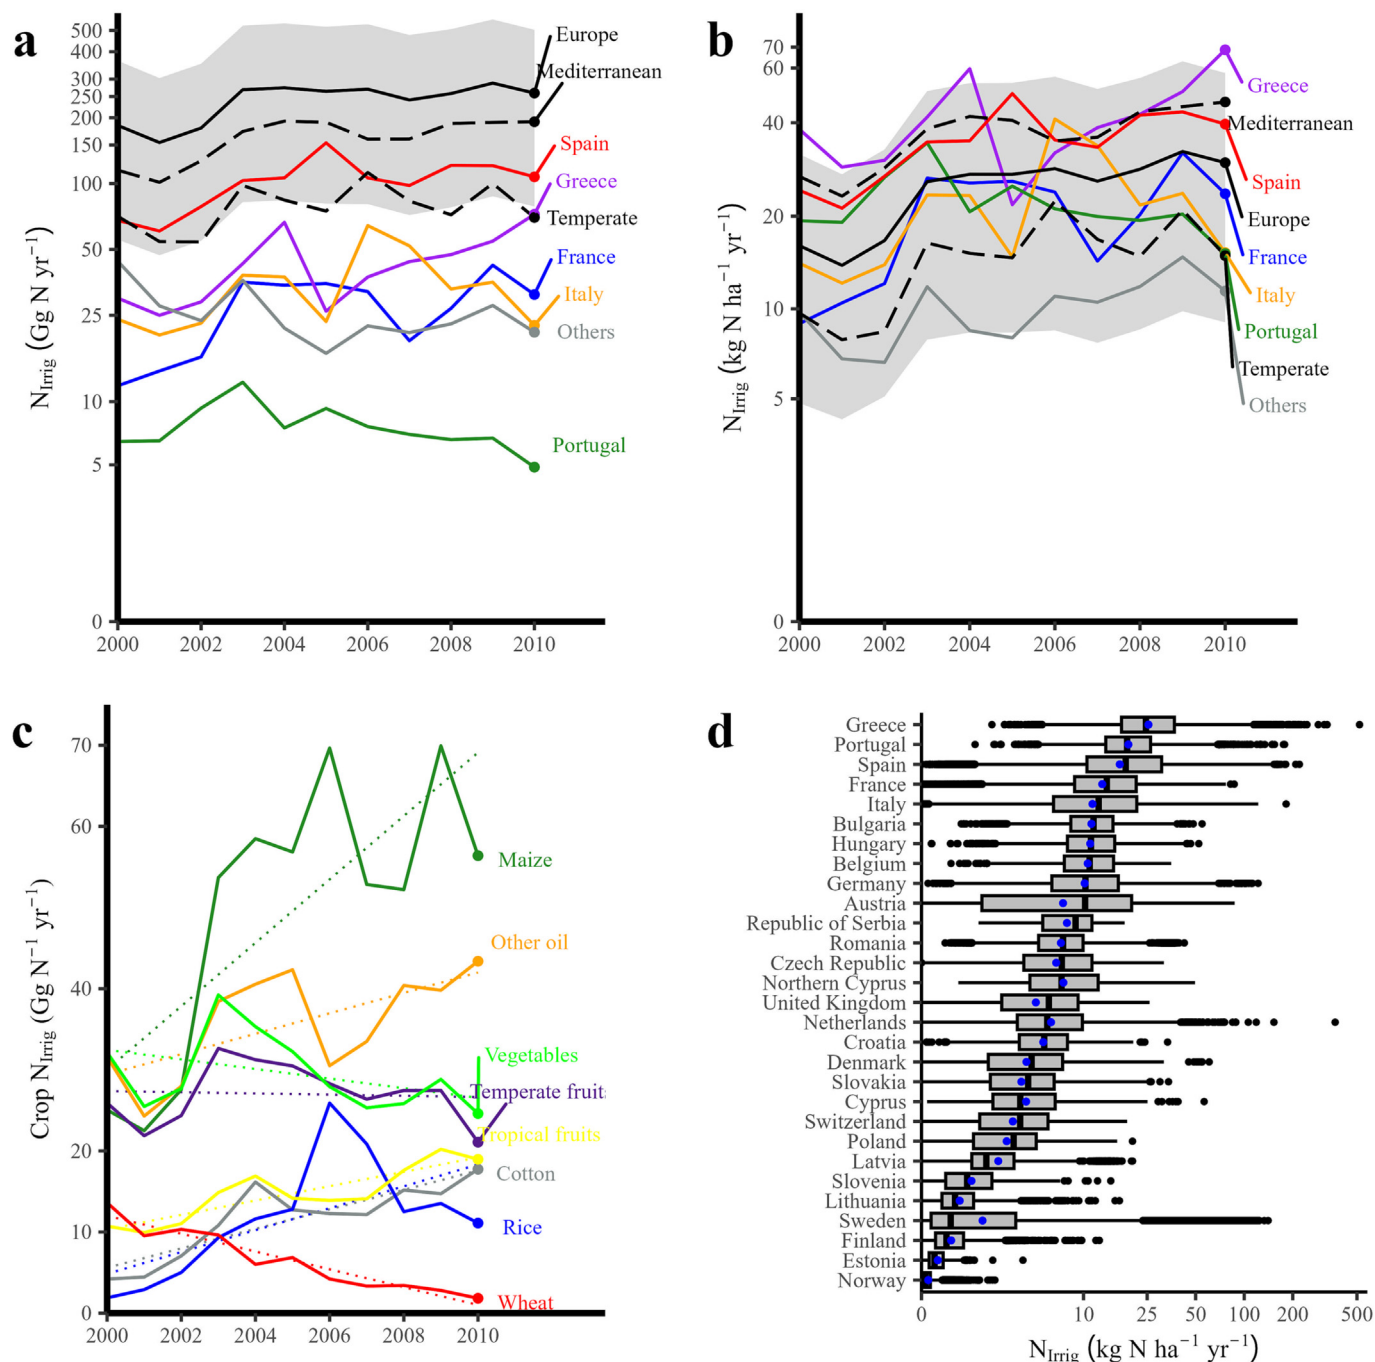 a
500
400
300
250
200
150
100
50
25
10
5
0
N_Irrig (Gg N yr⁻¹)
Europe
Mediterranean
Spain
Greece
Temperate
France
Italy
Others
Portugal
2000 2002 2004 2006 2008 2010
b
70
60
40
20
10
5
0
N_Irrig (kg N ha⁻¹ yr⁻¹)
Greece
Mediterranean
Spain
Europe
France
Italy
Portugal
Temperate
Others
2000 2002 2004 2006 2008 2010
c
70
60
40
20
10
0
Crop N_Irrig (Gg N⁻¹ yr⁻¹)
Maize
Other oil
Vegetables
Temperate fruit
Tropical fruits
Cotton
Rice
Wheat
2000 2002 2004 2006 2008 2010
d
Greece
Portugal
Spain
France
Italy
Bulgaria
Hungary
Belgium
Germany
Austria
Republic of Serbia
Romania
Czech Republic
Northern Cyprus
United Kingdom
Netherlands
Croatia
Denmark
Slovakia
Cyprus
Switzerland
Poland
Latvia
Slovenia
Lithuania
Sweden
Finland
Estonia
Norway
0 10 25 50 100 200 500
N_Irrig (kg N ha⁻¹ yr⁻¹)